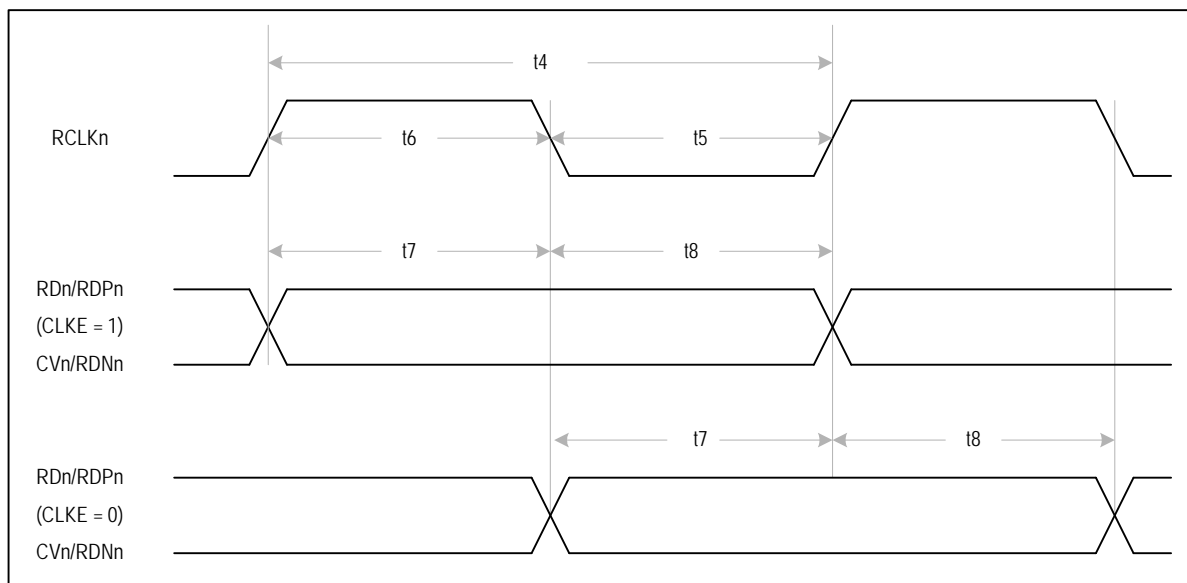 t4
RCLKn
t6
t5
t7
t8
RDn/RDPn
(CLKE = 1)
CVn/RDNn
t7
t8
RDn/RDPn
(CLKE = 0)
CVn/RDNn